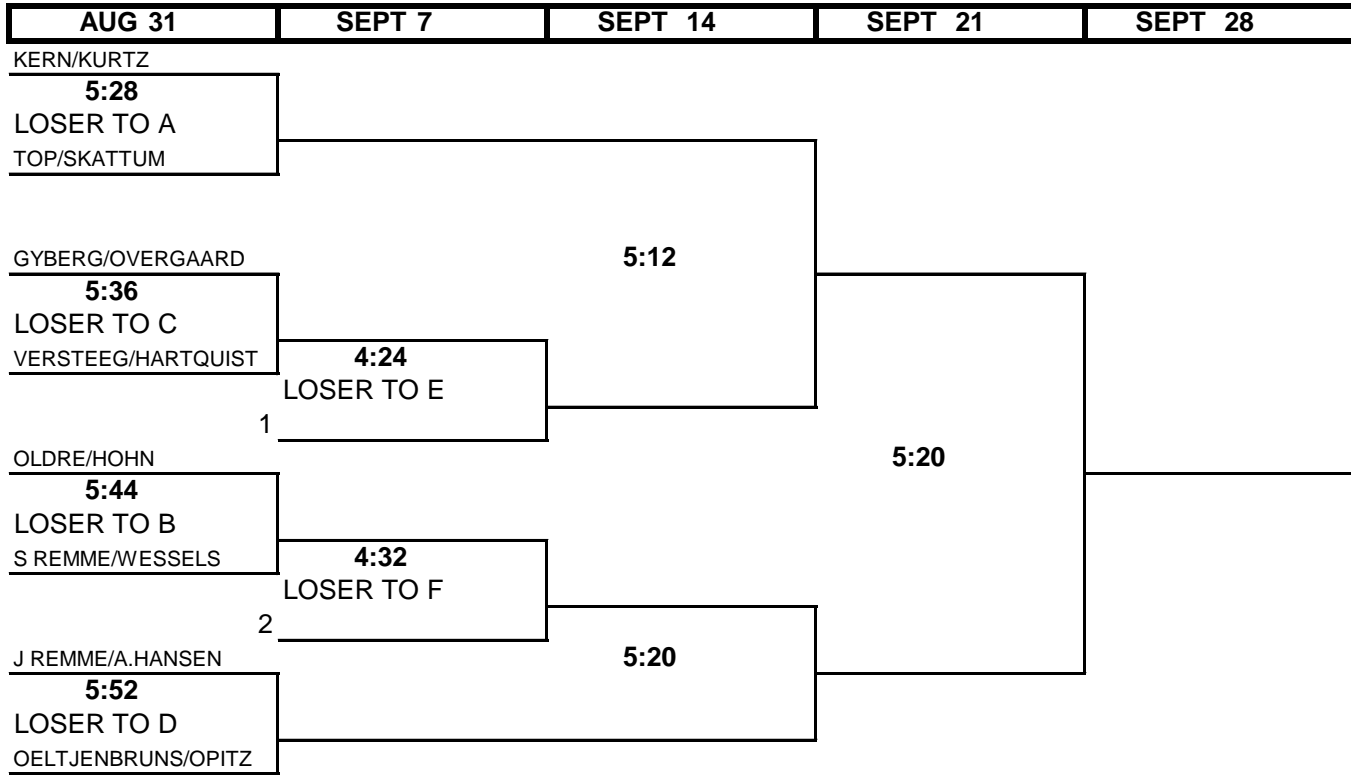 AUG 31 SEPT 7 SEPT 14 SEPT 21 SEPT 28
KERN/KURTZ
5:28
LOSER TO A
TOP/SKATTUM
GYBERG/OVERGAARD 5:12
5:36
LOSER TO C
VERSTEEG/HARTQUIST 4:24
LOSER TO E
1
OLDRE/HOHN 5:20
5:44
LOSER TO B
S REMME/WESSELS 4:32
LOSER TO F
2
J REMME/A.HANSEN 5:20
5:52
LOSER TO D
OELTJENBRUNS/OPITZ